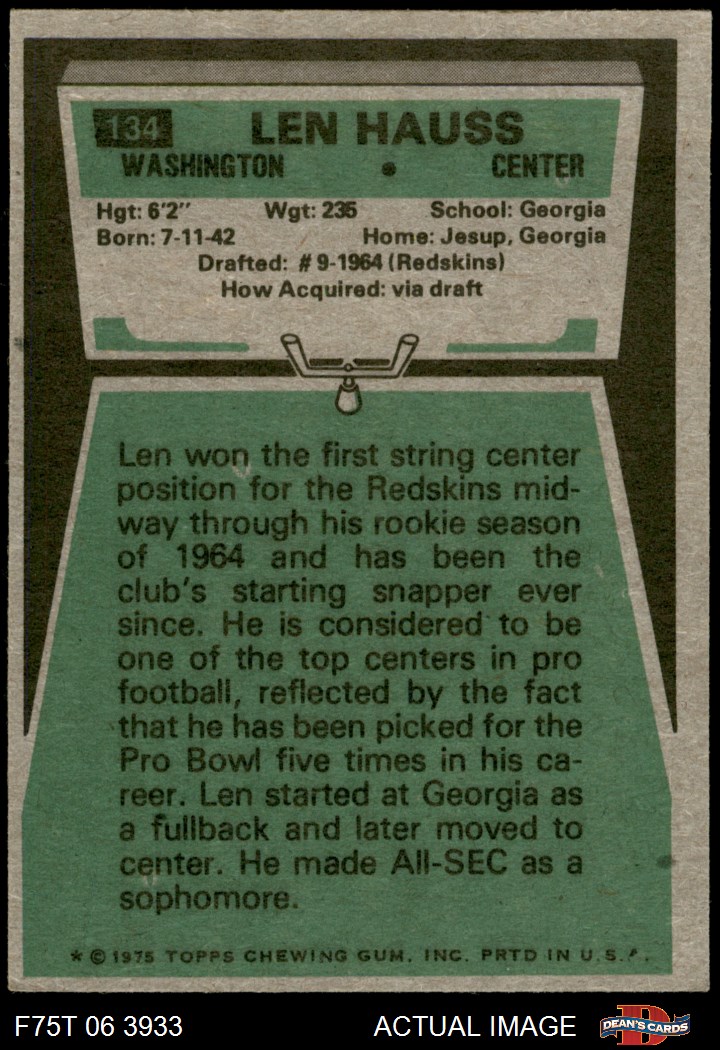 134 LEN HAUSS
WASHINGTON • CENTER
Hgt: 6'2" Wgt: 235 School: Georgia
Born: 7-11-42 Home: Jesup, Georgia
Drafted: #9-1964 (Redskins)
How Acquired: via draft
Len won the first string center
position for the Redskins mid-
way through his rookie season
of 1964 and has been the
club's starting snapper ever
since. He is considered to be
one of the top centers in pro
football, reflected by the fact
that he has been picked for the
Pro Bowl five times in his ca-
reer. Len started at Georgia as
a fullback and later moved to
center. He made All-SEC as a
sophomore.
* © 1975 TOPPS CHEWING GUM, INC. PRTD IN U.S.A.
F75T 06 3933 ACTUAL IMAGE DEAN'S CARDS